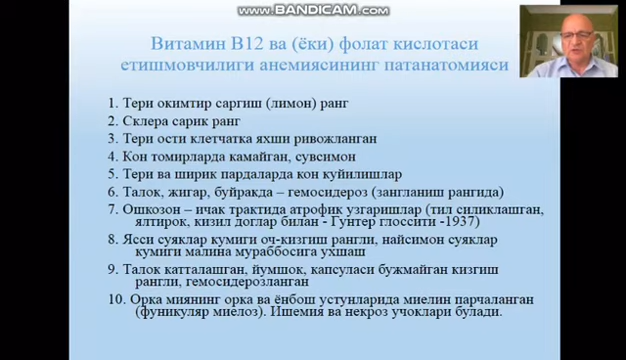 www.BANDICAM.com
Витамин В12 ва (ёки) фолат кислотаси
етишмовчилиги анемиясининг патанатомияси
1. Тери окимтир саргиш (лимон) ранг
2. Склера сарик ранг
3. Тери ости клетчатка яхши ривожланган
4. Кон томирларда камайган, сувсимон
5. Тери ва ширик пардаларда кон куйилишлар
6. Талок, жигар, буйракда – гемосидероз (зангланиш рангида)
7. Ошкозон – ичак трактида атрофик узгаришлар (тил силиклашган,
ялтирок, кизил доглар билан - Гунтер глоссити -1937)
8. Ясси суяклар кумиги оч-кизгиш рангли, найсимон суяклар
кумиги малина мураббосига ухшаш
9. Талок катталашган, йумшок, капсуласи бужмайган кизгиш
рангли, гемосидерозланган
10. Орка миянинг орка ва ёнбош устунларида миелин парчаланган
(фуникуляр миелоз). Ишемия ва некроз учоклари булади.